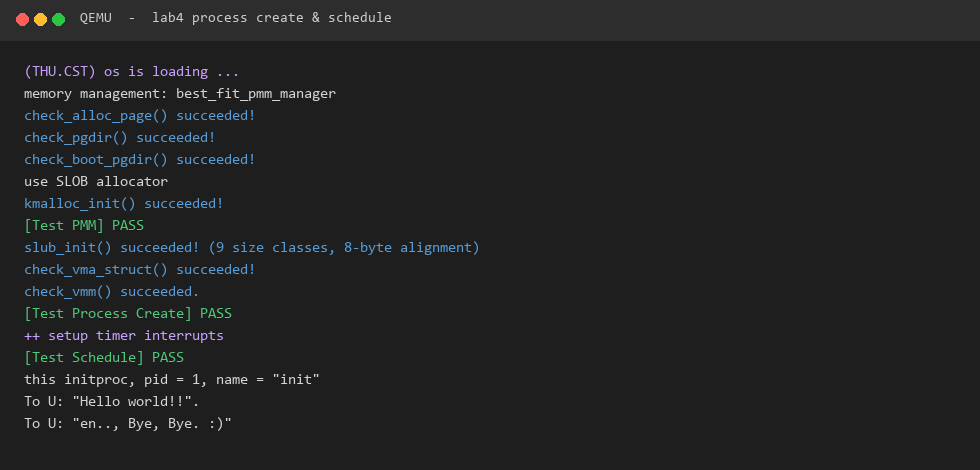 QEMU  -  lab4 process create & schedule
(THU.CST) os is loading ...
memory management: best_fit_pmm_manager
check_alloc_page() succeeded!
check_pgdir() succeeded!
check_boot_pgdir() succeeded!
use SLOB allocator
kmalloc_init() succeeded!
[Test PMM] PASS
slub_init() succeeded! (9 size classes, 8-byte alignment)
check_vma_struct() succeeded!
check_vmm() succeeded.
[Test Process Create] PASS
++ setup timer interrupts
[Test Schedule] PASS
this initproc, pid = 1, name = "init"
To U: "Hello world!!".
To U: "en.., Bye, Bye. :)"